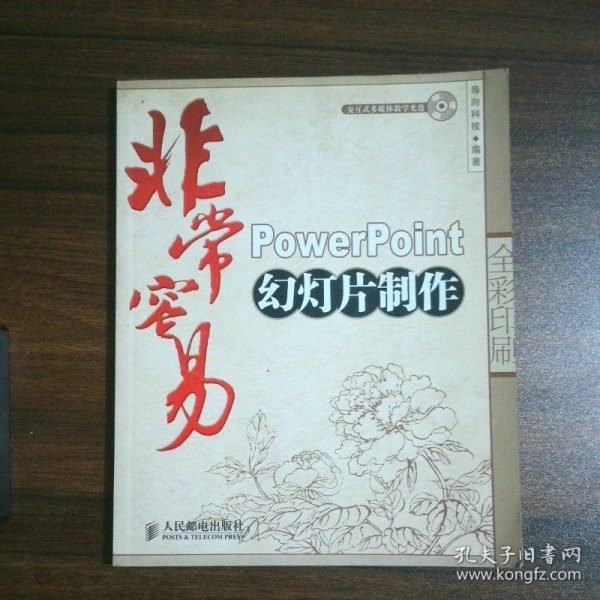 交互式多媒体教学光盘
导向科技◆编著
非常容易
PowerPoint
幻灯片制作
全彩印刷
人民邮电出版社
POSTS & TELECOM PRESS
孔夫子旧书网
www.kongfz.com